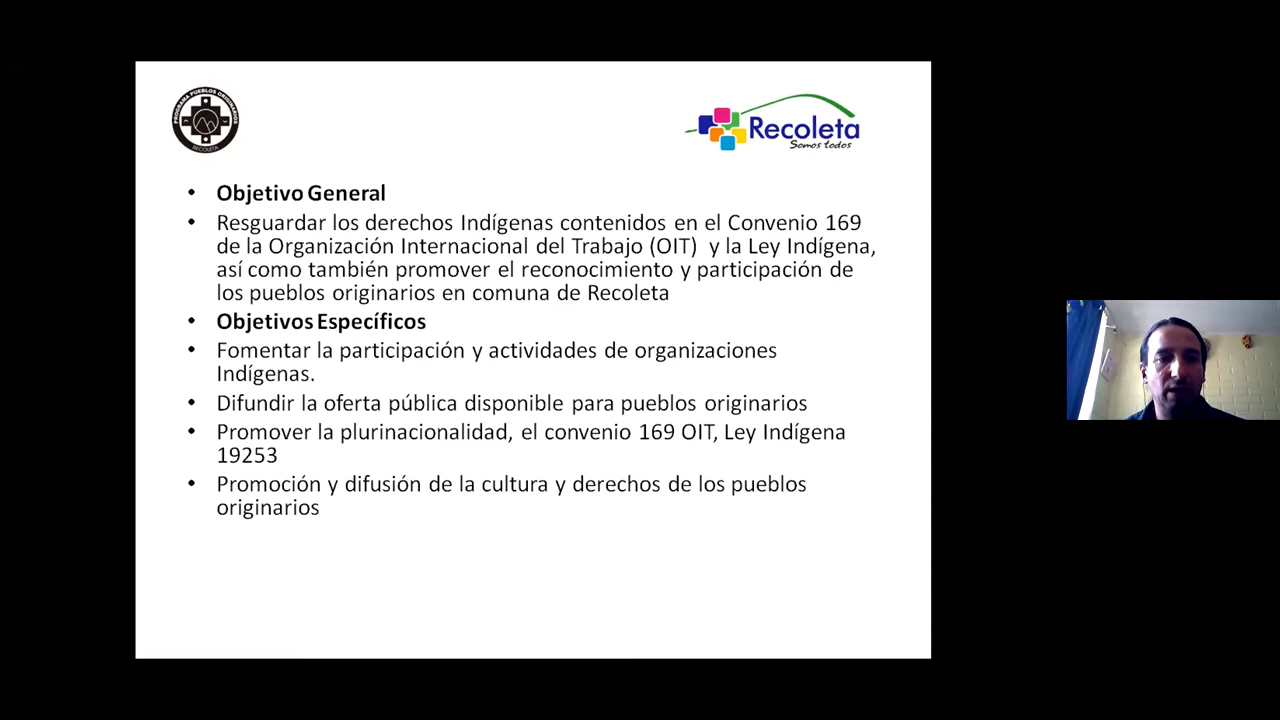 PROGRAMA PUEBLOS ORIGINARIOS
RECOLETA
Recoleta
Somos todos
• Objetivo General
• Resguardar los derechos Indígenas contenidos en el Convenio 169
de la Organización Internacional del Trabajo (OIT) y la Ley Indígena,
así como también promover el reconocimiento y participación de
los pueblos originarios en comuna de Recoleta
• Objetivos Específicos
• Fomentar la participación y actividades de organizaciones
Indígenas.
• Difundir la oferta pública disponible para pueblos originarios
• Promover la plurinacionalidad, el convenio 169 OIT, Ley Indígena
19253
• Promoción y difusión de la cultura y derechos de los pueblos
originarios